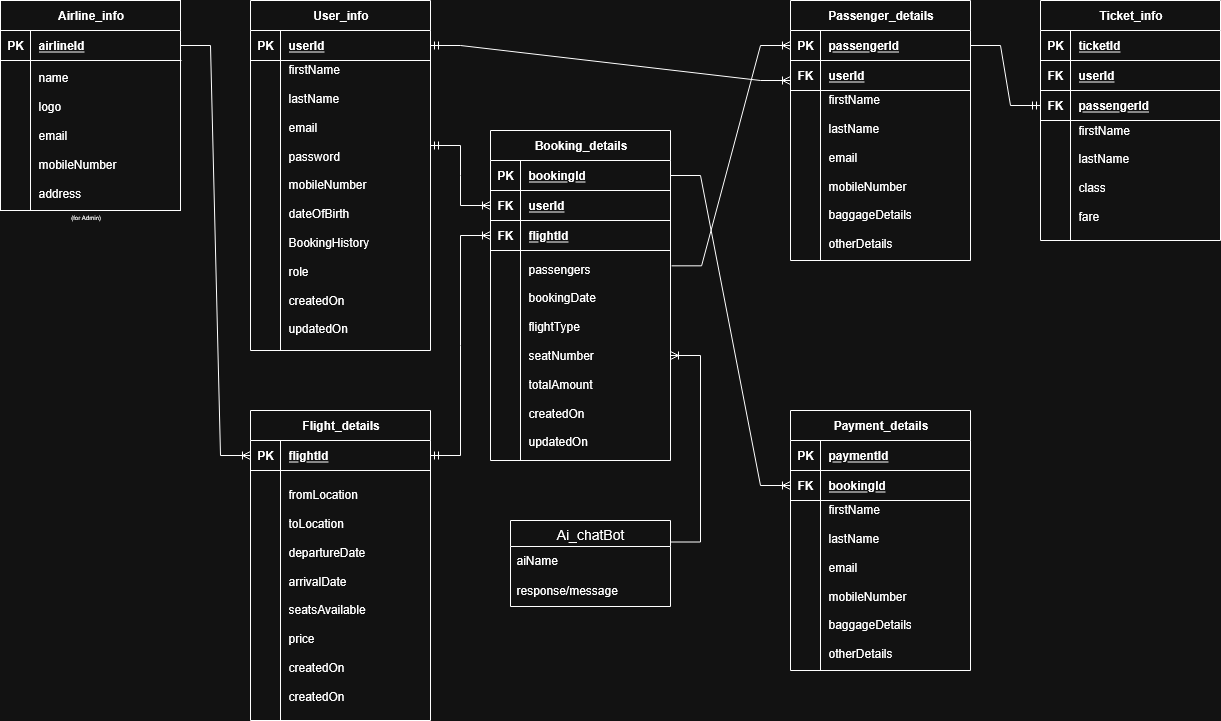 Airline_info
PK airlineId
name
logo
email
mobileNumber
address
(for Admin)
User_info
PK userId
firstName
lastName
email
password
mobileNumber
dateOfBirth
BookingHistory
role
createdOn
updatedOn
Flight_details
PK flightId
fromLocation
toLocation
departureDate
arrivalDate
seatsAvailable
price
createdOn
createdOn
Booking_details
PK bookingId
FK userId
FK flightId
passengers
bookingDate
flightType
seatNumber
totalAmount
createdOn
updatedOn
Ai_chatBot
aiName
response/message
Passenger_details
PK passengerId
FK userId
firstName
lastName
email
mobileNumber
baggageDetails
otherDetails
Payment_details
PK paymentId
FK bookingId
firstName
lastName
email
mobileNumber
baggageDetails
otherDetails
Ticket_info
PK ticketId
FK userId
FK passengerId
firstName
lastName
class
fare